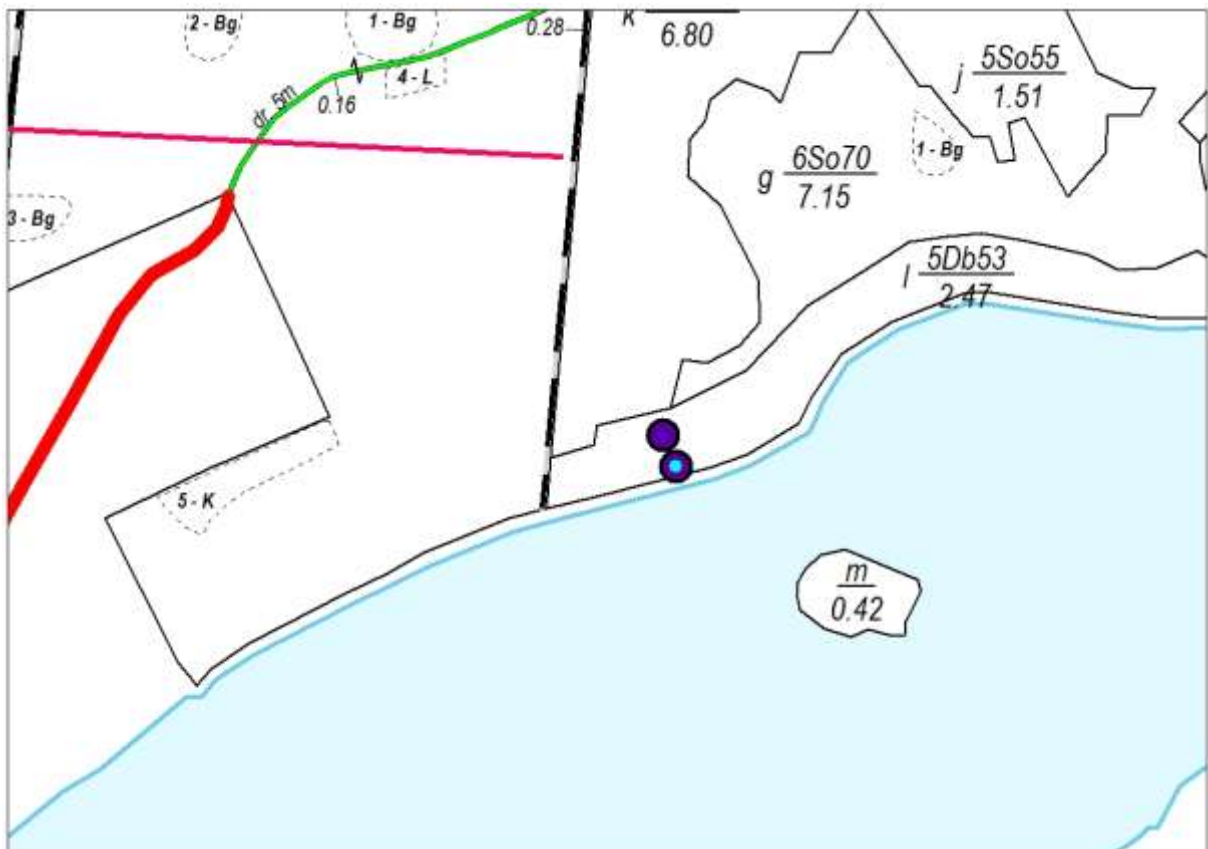 2 - Bg
1 - Bg
0.28
k
6.80
4 - L
0.16
dr. 5m
j 5So55
1.51
1 - Bg
g 6So70
7.15
3 - Bg
l 5Db53
2.47
5 - K
m
0.42